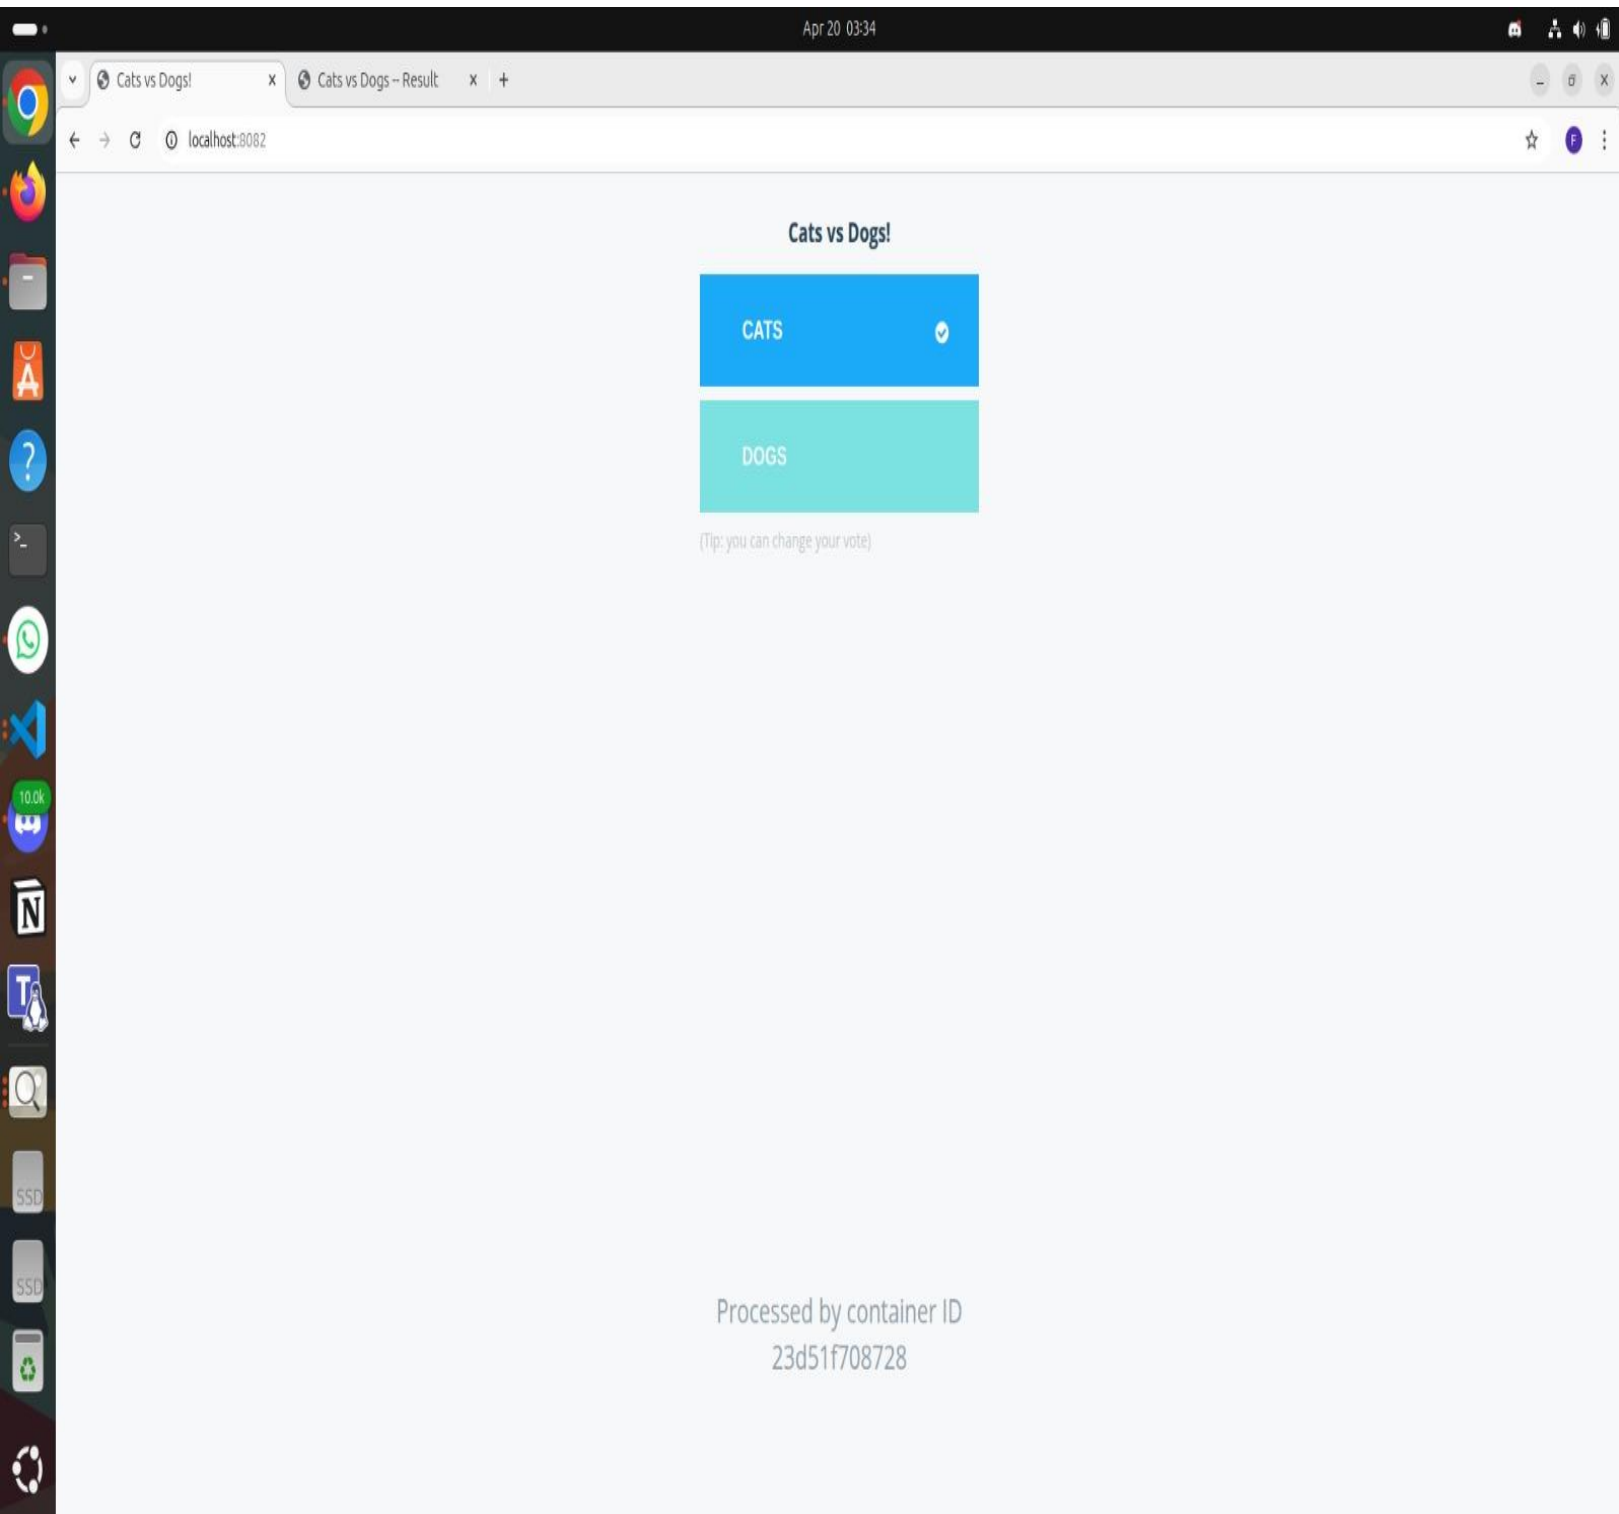 Apr 20 03:34
Cats vs Dogs!
Cats vs Dogs -- Result
localhost:8082
F
Cats vs Dogs!
CATS
DOGS
(Tip: you can change your vote)
10.0k
N
T
SSD
SSD
Processed by container ID
23d51f708728